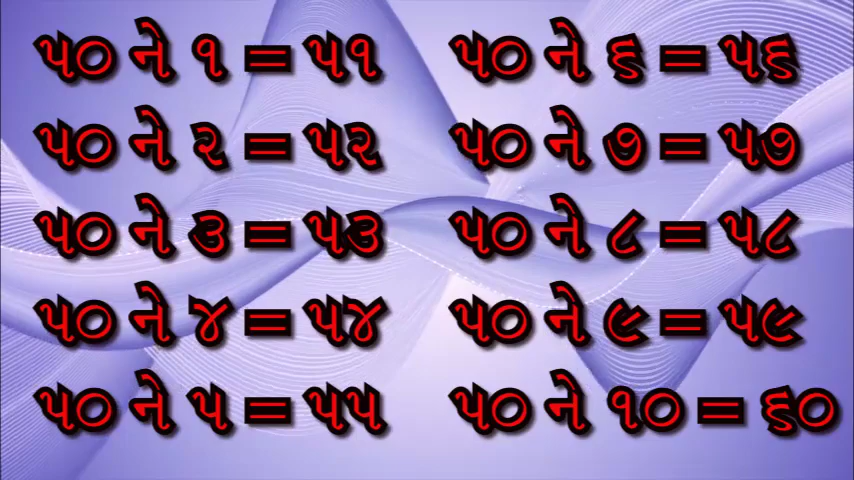 ૫૦ ને ૧ = ૫૧
૫૦ ને ૨ = ૫૨
૫૦ ને ૩ = ૫૩
૫૦ ને ૪ = ૫૪
૫૦ ને ૫ = ૫૫
૫૦ ને ૬ = ૫૬
૫૦ ને ૭ = ૫૭
૫૦ ને ૮ = ૫૮
૫૦ ને ૯ = ૫૯
૫૦ ને ૧૦ = ૬૦